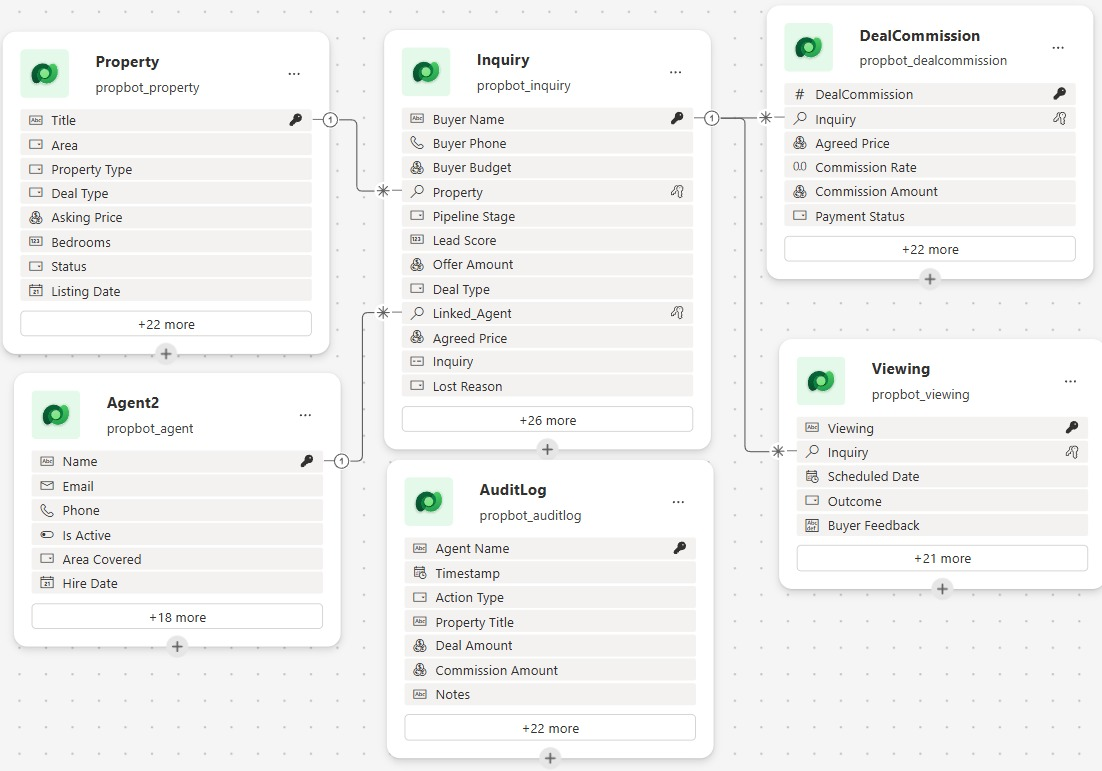 Property
propbot_property
Title
Area
Property Type
Deal Type
Asking Price
Bedrooms
Status
Listing Date
+22 more
Agent2
propbot_agent
Name
Email
Phone
Is Active
Area Covered
Hire Date
+18 more
Inquiry
propbot_inquiry
Buyer Name
Buyer Phone
Buyer Budget
Property
Pipeline Stage
Lead Score
Offer Amount
Deal Type
Linked_Agent
Agreed Price
Inquiry
Lost Reason
+26 more
AuditLog
propbot_auditlog
Agent Name
Timestamp
Action Type
Property Title
Deal Amount
Commission Amount
Notes
+22 more
DealCommission
propbot_dealcommission
DealCommission
Inquiry
Agreed Price
Commission Rate
Commission Amount
Payment Status
+22 more
Viewing
propbot_viewing
Viewing
Inquiry
Scheduled Date
Outcome
Buyer Feedback
+21 more
1
1
1